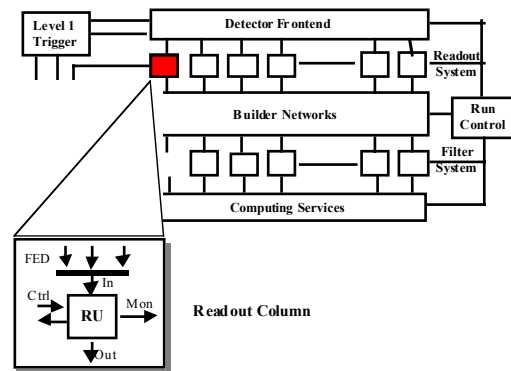 Level 1
Trigger
Detector Frontend
Readout
System
Builder Networks
Run
Control
Filter
System
Computing Services
FED
In
Ctrl
RU
Mon
Out
Readout Column